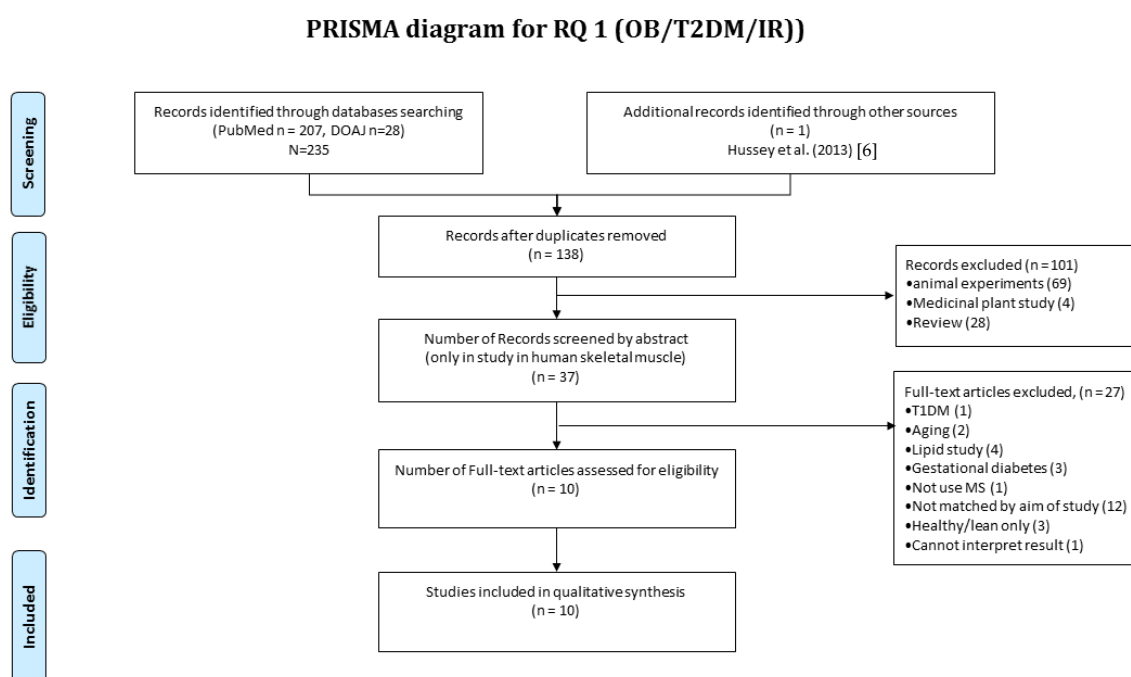 PRISMA diagram for RQ 1 (OB/T2DM/IR))
Screening
Records identified through databases searching
(PubMed n = 207, DOAJ n=28)
N=235
Additional records identified through other sources
(n = 1)
Hussey et al. (2013) [6]
Records after duplicates removed
(n = 138)
Eligibility
Records excluded (n = 101)
•animal experiments (69)
•Medicinal plant study (4)
•Review (28)
Number of Records screened by abstract
(only in study in human skeletal muscle)
(n = 37)
Identification
Full-text articles excluded, (n = 27)
•T1DM (1)
•Aging (2)
•Lipid study (4)
•Gestational diabetes (3)
•Not use MS (1)
•Not matched by aim of study (12)
•Healthy/lean only (3)
•Cannot interpret result (1)
Number of Full-text articles assessed for eligibility
(n = 10)
Included
Studies included in qualitative synthesis
(n = 10)